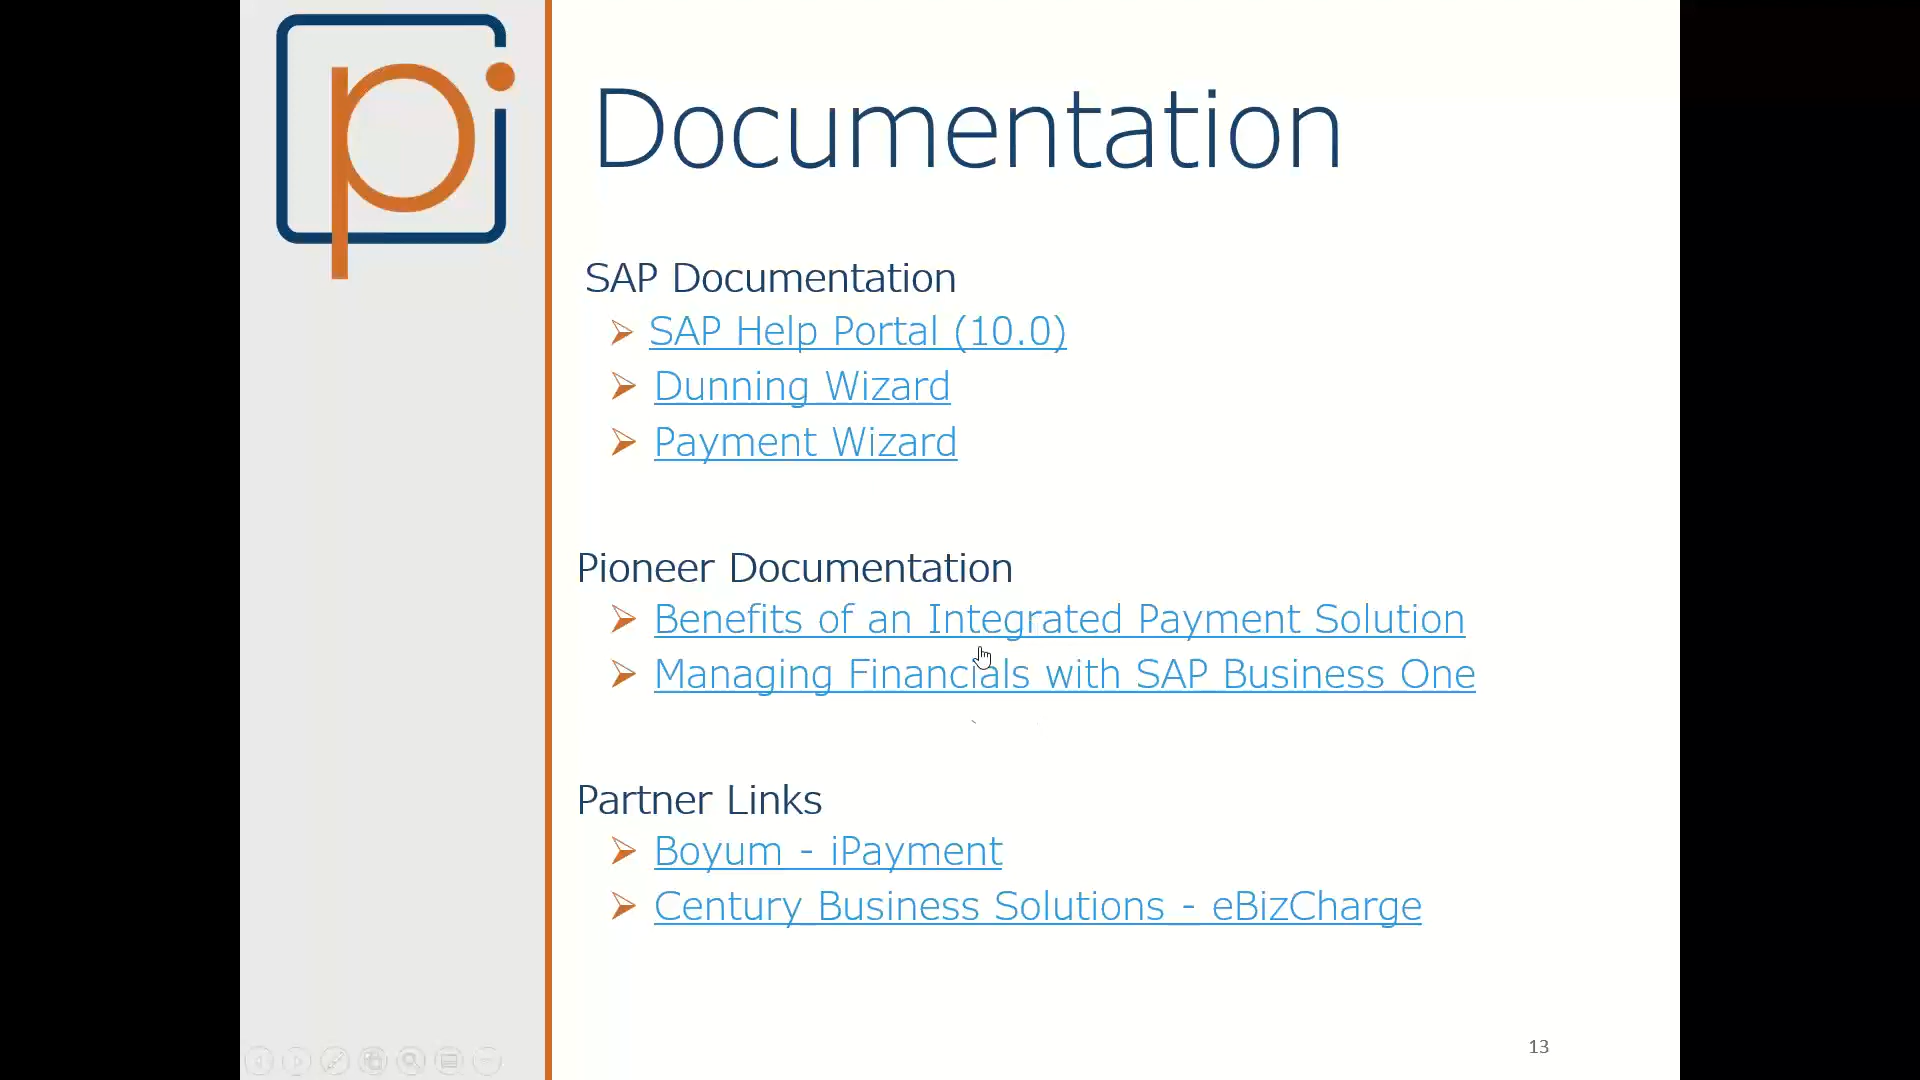 pi
Documentation
SAP Documentation
SAP Help Portal (10.0)
Dunning Wizard
Payment Wizard
Pioneer Documentation
Benefits of an Integrated Payment Solution
Managing Financials with SAP Business One
Partner Links
Boyum - iPayment
Century Business Solutions - eBizCharge
13